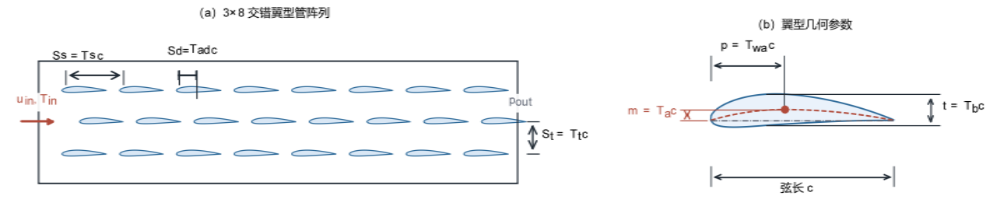 (a) 3×8 交错翼型管阵列
Ss = Tsc
Sd=Tadc
uin, Tin
pout
St = Ttc
(b) 翼型几何参数
p = Twac
m = Tac
t = Tbc
弦长 c